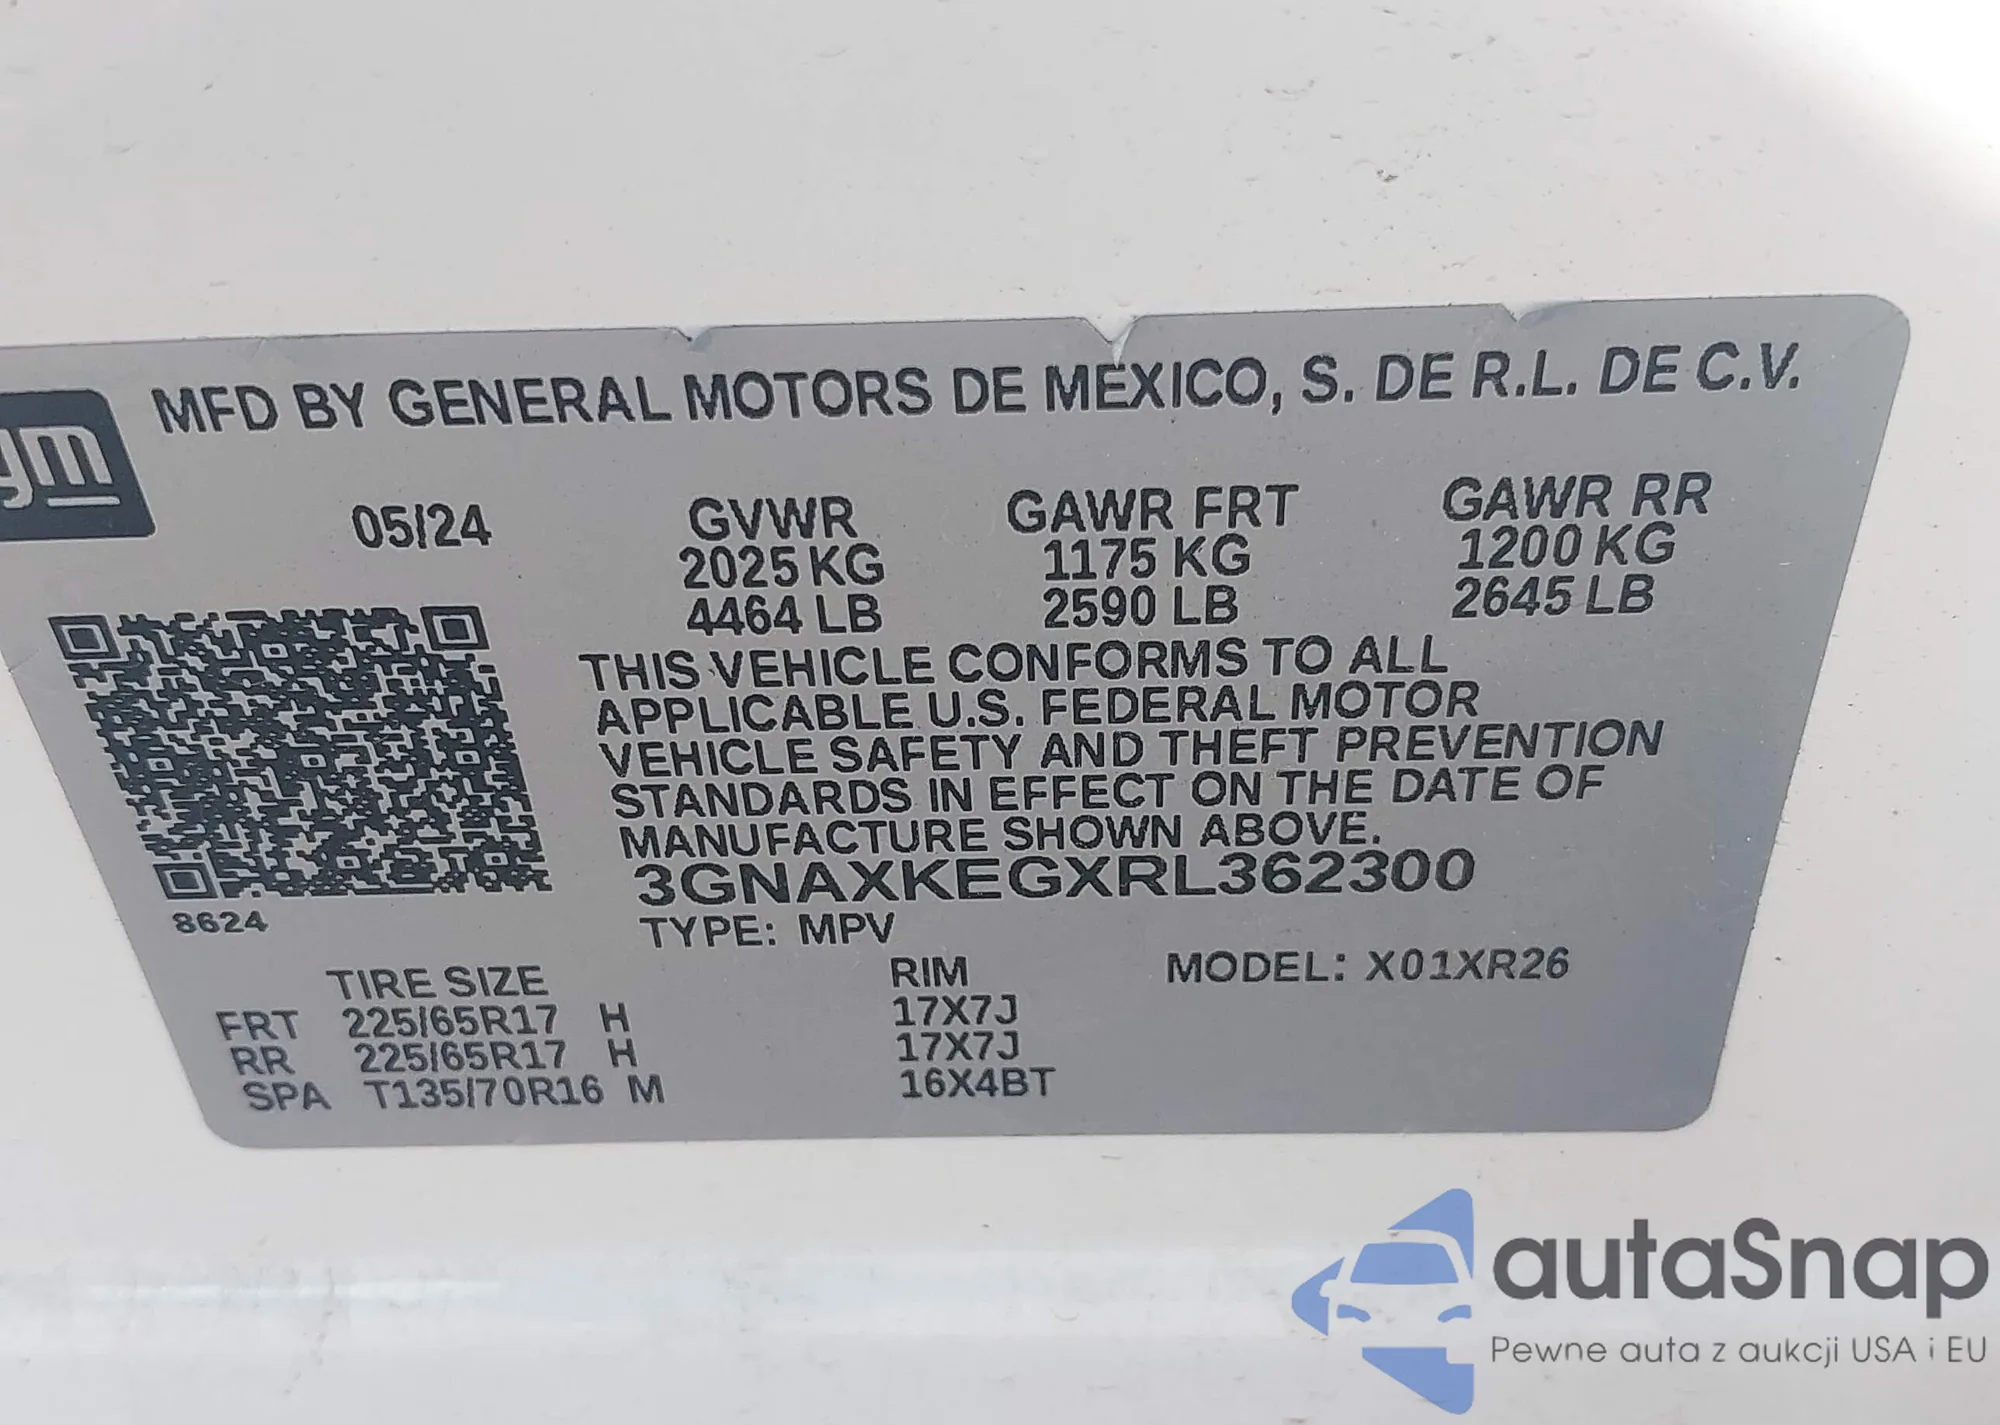 gm
MFD BY GENERAL MOTORS DE MEXICO, S. DE R.L. DE C.V.
05/24 GVWR GAWR FRT GAWR RR
2025 KG 1175 KG 1200 KG
4464 LB 2590 LB 2645 LB
THIS VEHICLE CONFORMS TO ALL
APPLICABLE U.S. FEDERAL MOTOR
VEHICLE SAFETY AND THEFT PREVENTION
STANDARDS IN EFFECT ON THE DATE OF
MANUFACTURE SHOWN ABOVE.
3GNAXKEGXRL362300
8624
TYPE: MPV
TIRE SIZE RIM MODEL: X01XR26
FRT 225/65R17 H 17X7J
RR 225/65R17 H 17X7J
SPA T135/70R16 M 16X4BT
autaSnap
Pewne auta z aukcji USA i EU